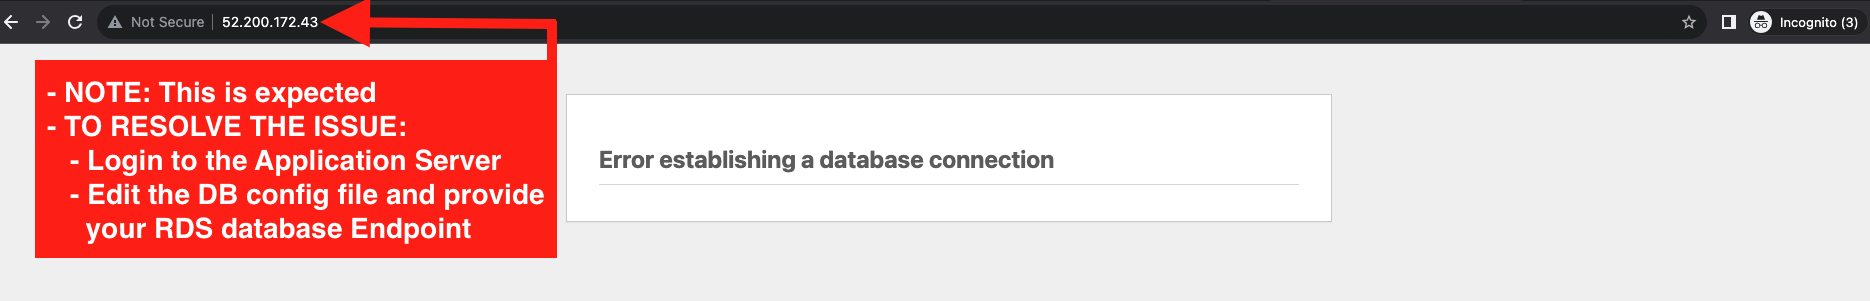 Not Secure | 52.200.172.43
Incognito (3)
- NOTE: This is expected
- TO RESOLVE THE ISSUE:
- Login to the Application Server
- Edit the DB config file and provide
your RDS database Endpoint
Error establishing a database connection